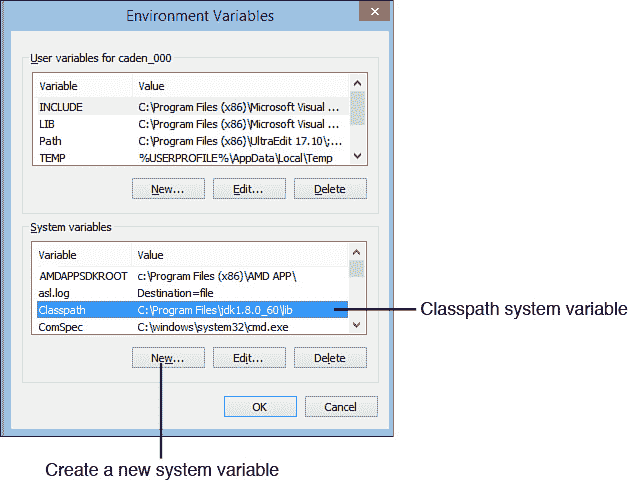 Environment Variables
User variables for caden_000
Variable Value
INCLUDE C:\Program Files (x86)\Microsoft Visual ...
LIB C:\Program Files (x86)\Microsoft Visual ...
Path C:\Program Files (x86)\UltraEdit 17.10\;...
TEMP %USERPROFILE%\AppData\Local\Temp
New... Edit... Delete
System variables
Variable Value
AMDAPPSDKROOT c:\Program Files (x86)\AMD APP\
asl.log Destination=file
Classpath C:\Program Files\jdk1.8.0_60\lib
ComSpec C:\windows\system32\cmd.exe
Classpath system variable
New... Edit... Delete
OK Cancel
Create a new system variable